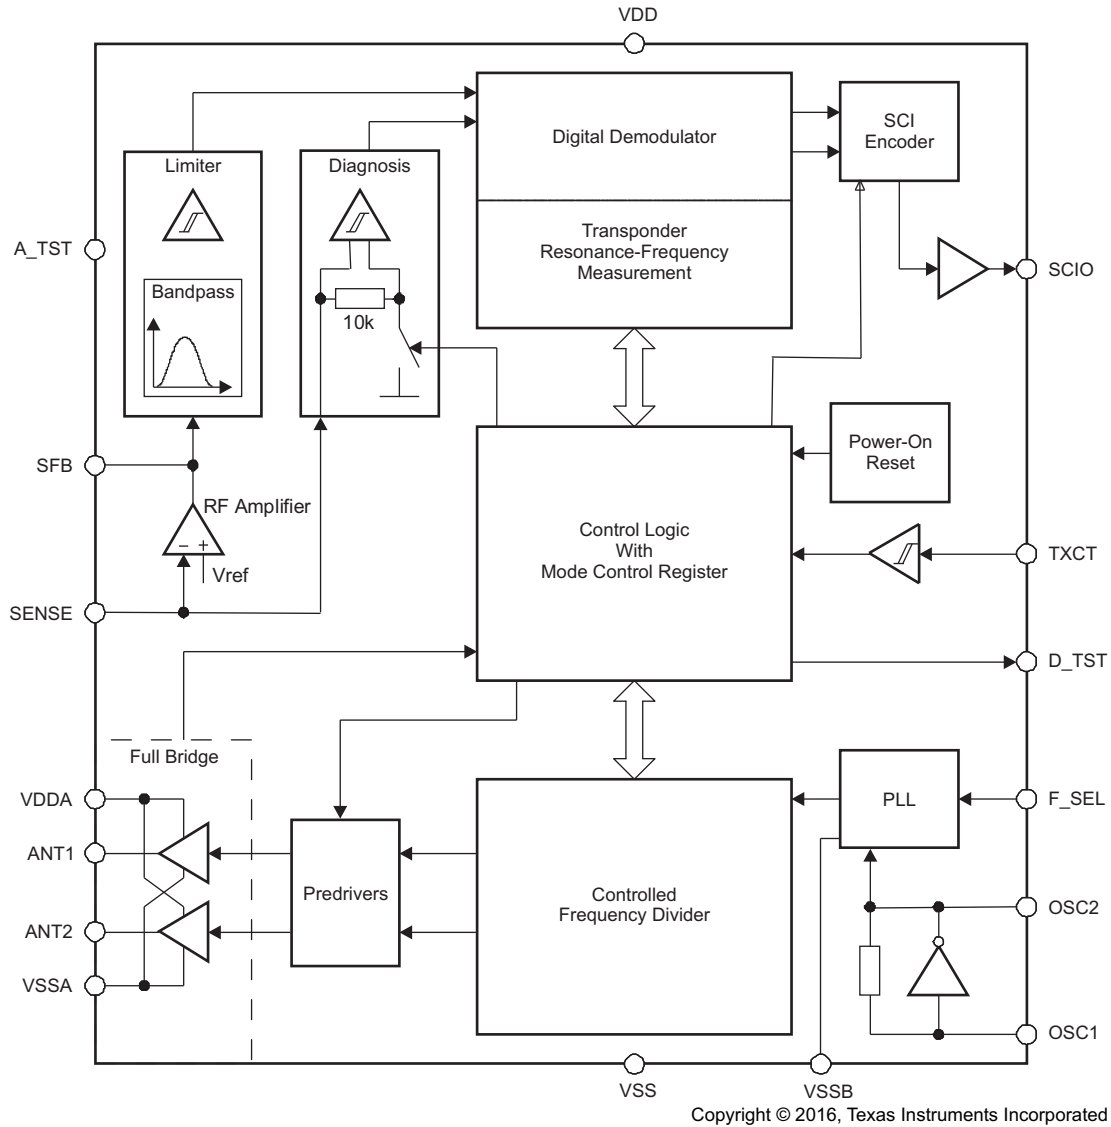 VDD
Limiter
Diagnosis
Digital Demodulator
SCI
Encoder
A_TST
Bandpass
10k
Transponder
Resonance-Frequency
Measurement
SCIO
SFB
RF Amplifier
− +
Vref
SENSE
Control Logic
With
Mode Control Register
Power-On
Reset
TXCT
D_TST
Full Bridge
VDDA
ANT1
ANT2
VSSA
Predrivers
Controlled
Frequency Divider
PLL
F_SEL
OSC2
OSC1
VSS
VSSB
Copyright © 2016, Texas Instruments Incorporated